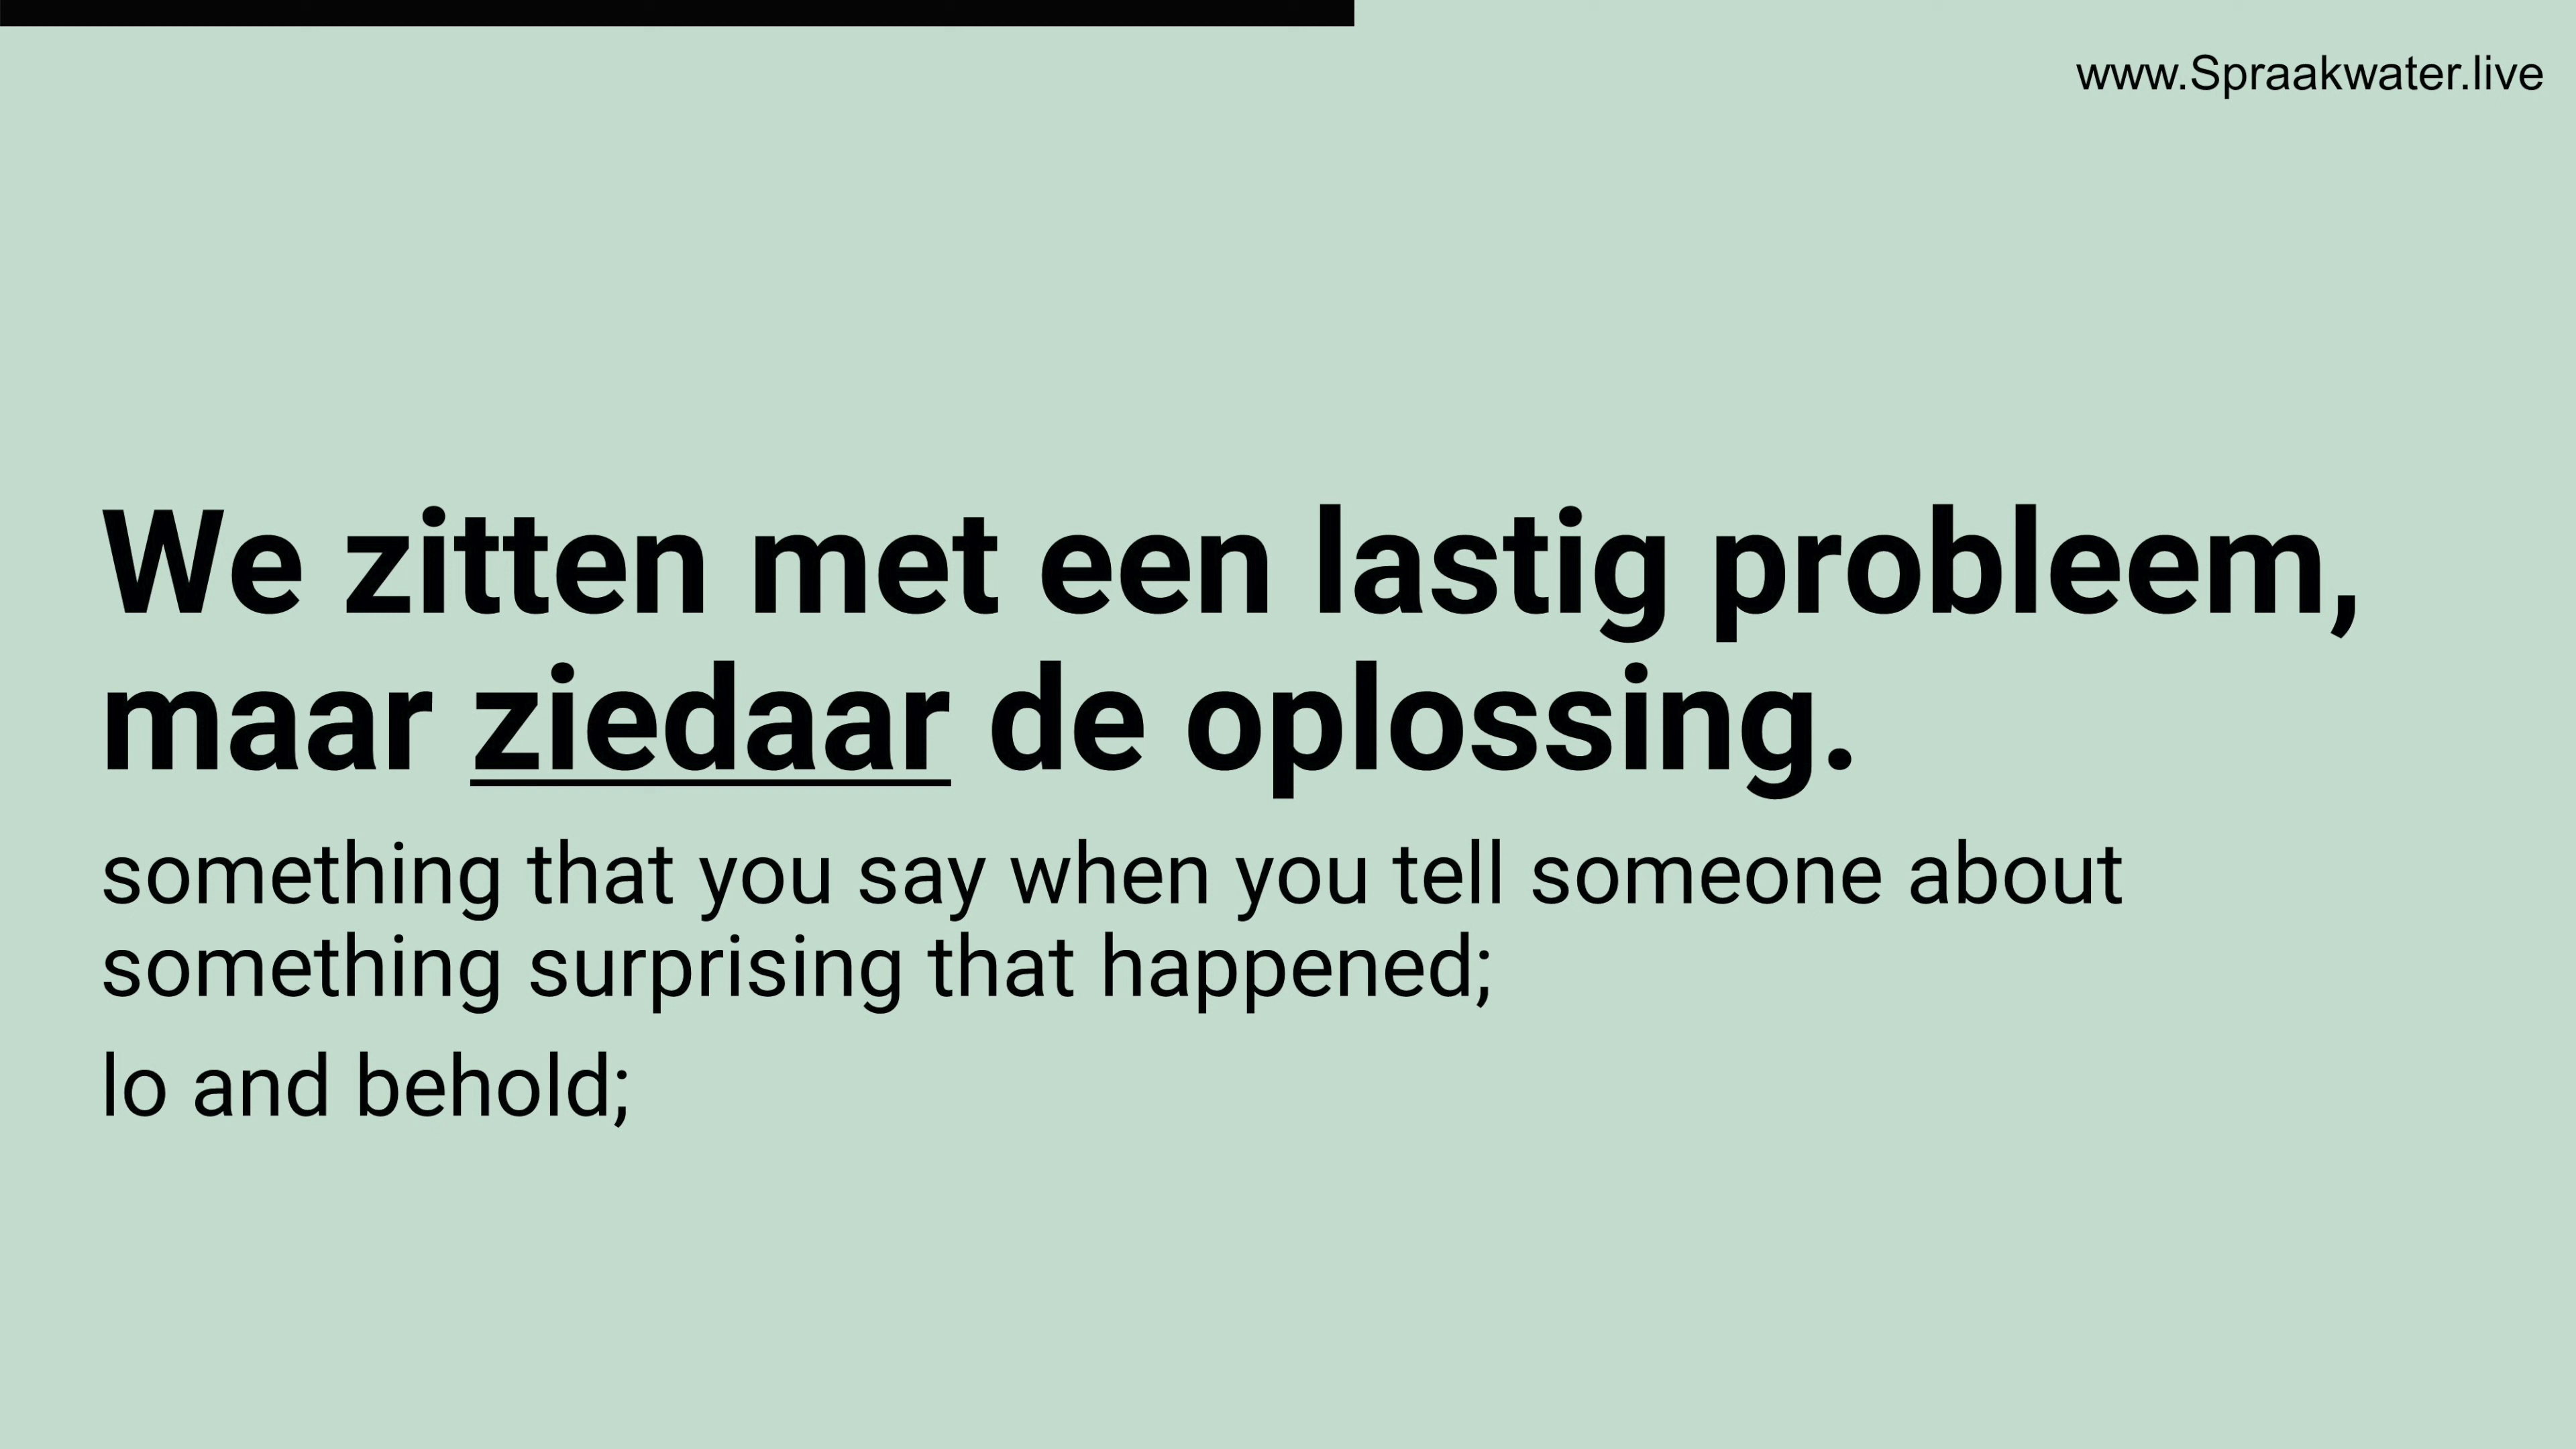 www.Spraakwater.live
We zitten met een lastig probleem,
maar ziedaar de oplossing.
something that you say when you tell someone about
something surprising that happened;
lo and behold;